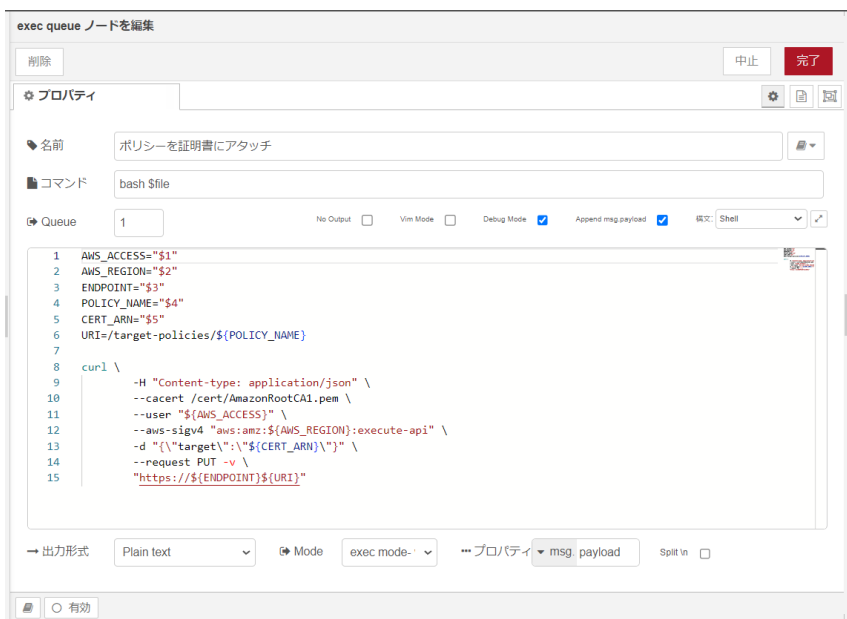 exec queue ノードを編集
削除 中止 完了
プロパティ
名前 ポリシーを証明書にアタッチ
コマンド bash $file
Queue 1 No Output Vim Mode Debug Mode Append msg.payload 構文: Shell
1 AWS_ACCESS="$1"
2 AWS_REGION="$2"
3 ENDPOINT="$3"
4 POLICY_NAME="$4"
5 CERT_ARN="$5"
6 URI=/target-policies/${POLICY_NAME}
7
8 curl \
9 -H "Content-type: application/json" \
10 --cacert /cert/AmazonRootCA1.pem \
11 --user "${AWS_ACCESS}" \
12 --aws-sigv4 "aws:amz:${AWS_REGION}:execute-api" \
13 -d "{\"target\":\"${CERT_ARN}\"}" \
14 --request PUT -v \
15 "https://${ENDPOINT}${URI}"
出力形式 Plain text Mode exec mode- プロパティ msg. payload Split \n
有効